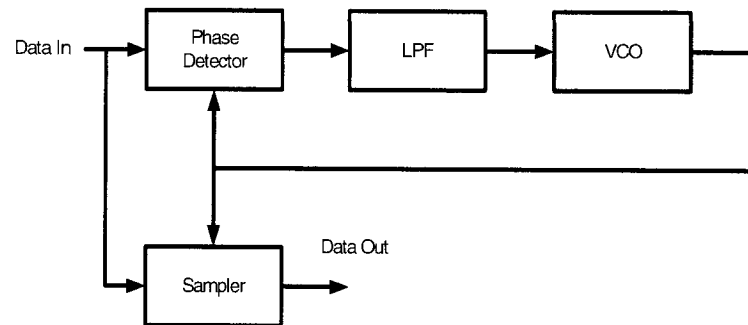 Data In
Phase
Detector
LPF
VCO
Data Out
Sampler